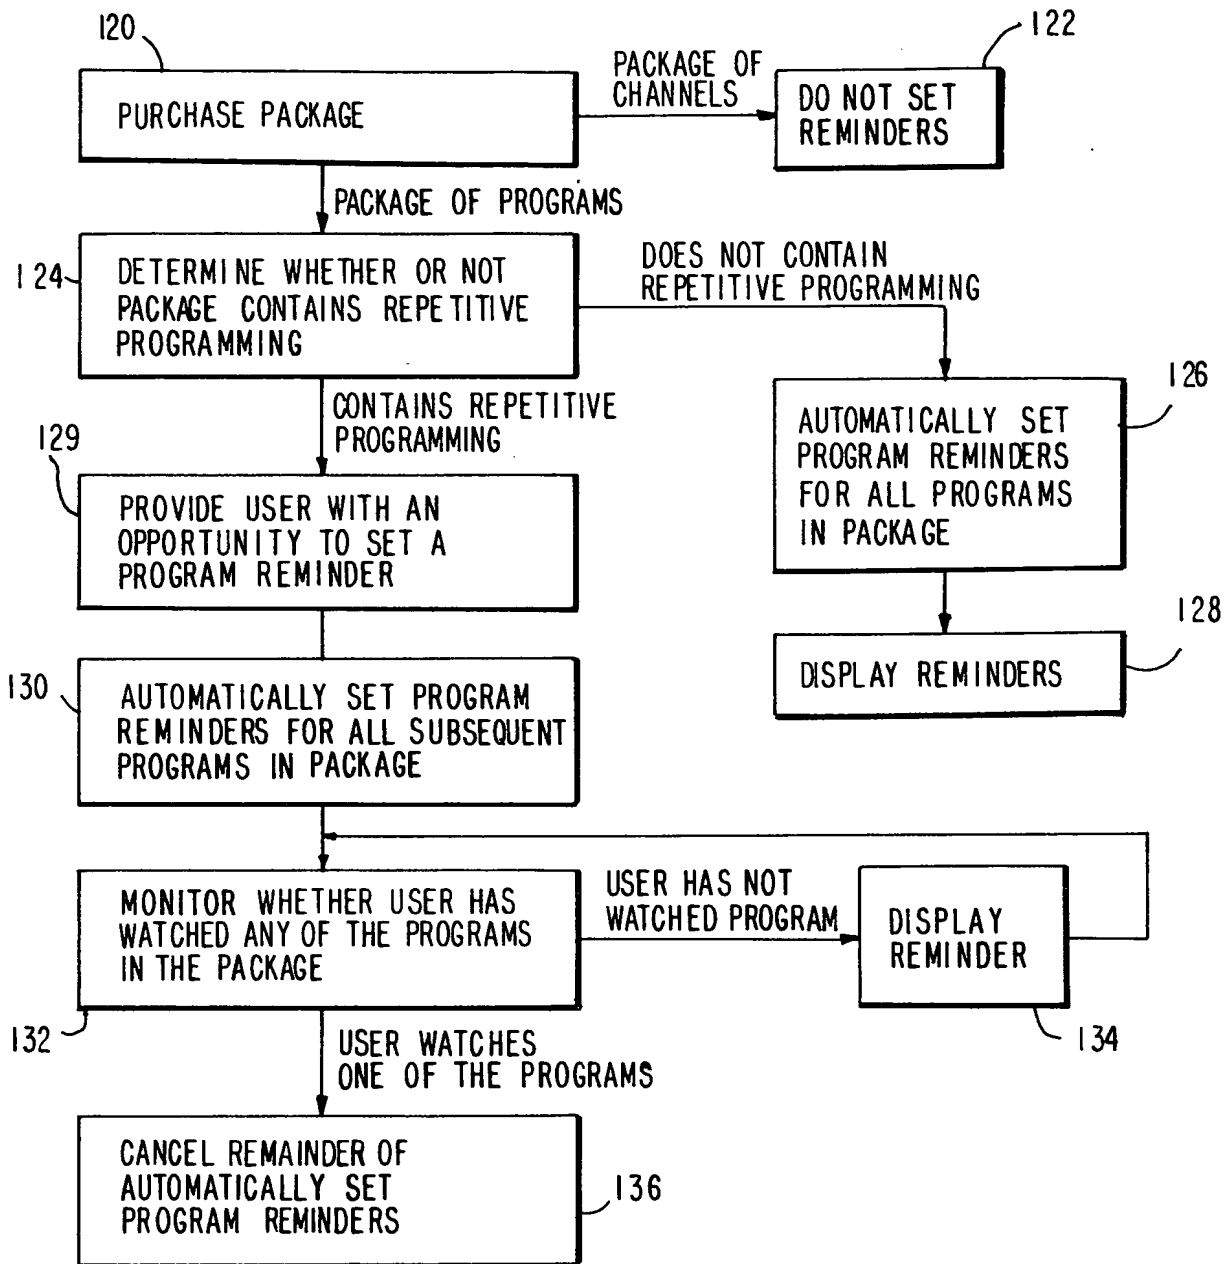 120
122
PURCHASE PACKAGE
PACKAGE OF
CHANNELS
DO NOT SET
REMINDERS
PACKAGE OF PROGRAMS
124
DETERMINE WHETHER OR NOT
PACKAGE CONTAINS REPETITIVE
PROGRAMMING
DOES NOT CONTAIN
REPETITIVE PROGRAMMING
126
AUTOMATICALLY SET
PROGRAM REMINDERS
FOR ALL PROGRAMS
IN PACKAGE
CONTAINS REPETITIVE
PROGRAMMING
129
PROVIDE USER WITH AN
OPPORTUNITY TO SET A
PROGRAM REMINDER
128
DISPLAY REMINDERS
130
AUTOMATICALLY SET PROGRAM
REMINDERS FOR ALL SUBSEQUENT
PROGRAMS IN PACKAGE
MONITOR WHETHER USER HAS
WATCHED ANY OF THE PROGRAMS
IN THE PACKAGE
132
USER HAS NOT
WATCHED PROGRAM
DISPLAY
REMINDER
134
USER WATCHES
ONE OF THE PROGRAMS
CANCEL REMAINDER OF
AUTOMATICALLY SET
PROGRAM REMINDERS
136